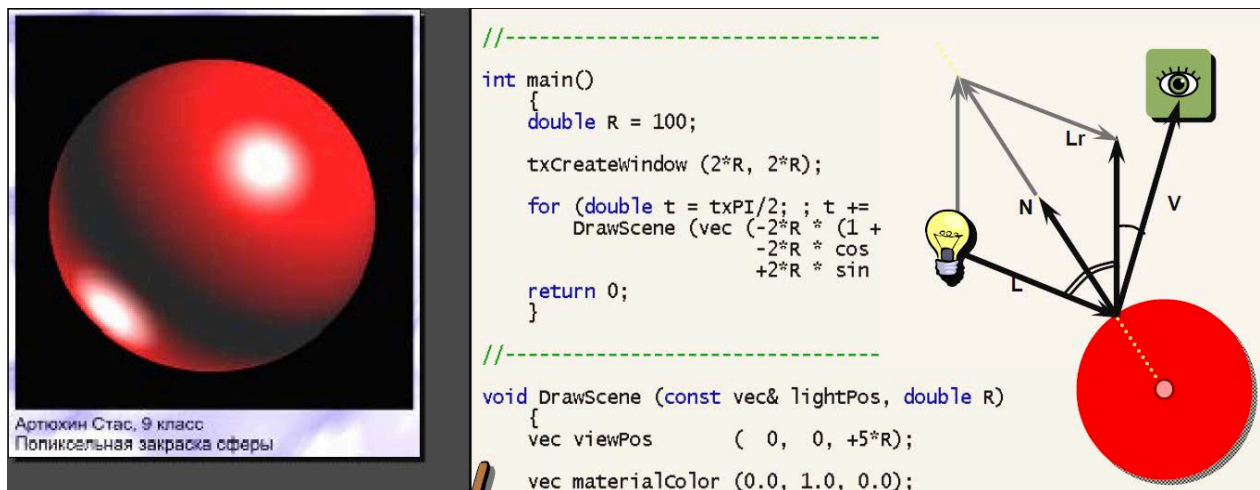 Артюхин Стас, 9 класс
Попиксельная закраска сферы
//----------------------------------
int main()
{
double R = 100;
txCreateWindow (2*R, 2*R);
for (double t = txPI/2; ; t +=
DrawScene (vec (-2*R * (1 +
-2*R * cos
+2*R * sin
return 0;
}
//----------------------------------
void DrawScene (const vec& lightPos, double R)
{
vec viewPos ( 0, 0, +5*R);
vec materialColor (0.0, 1.0, 0.0);
Lr
V
N
L